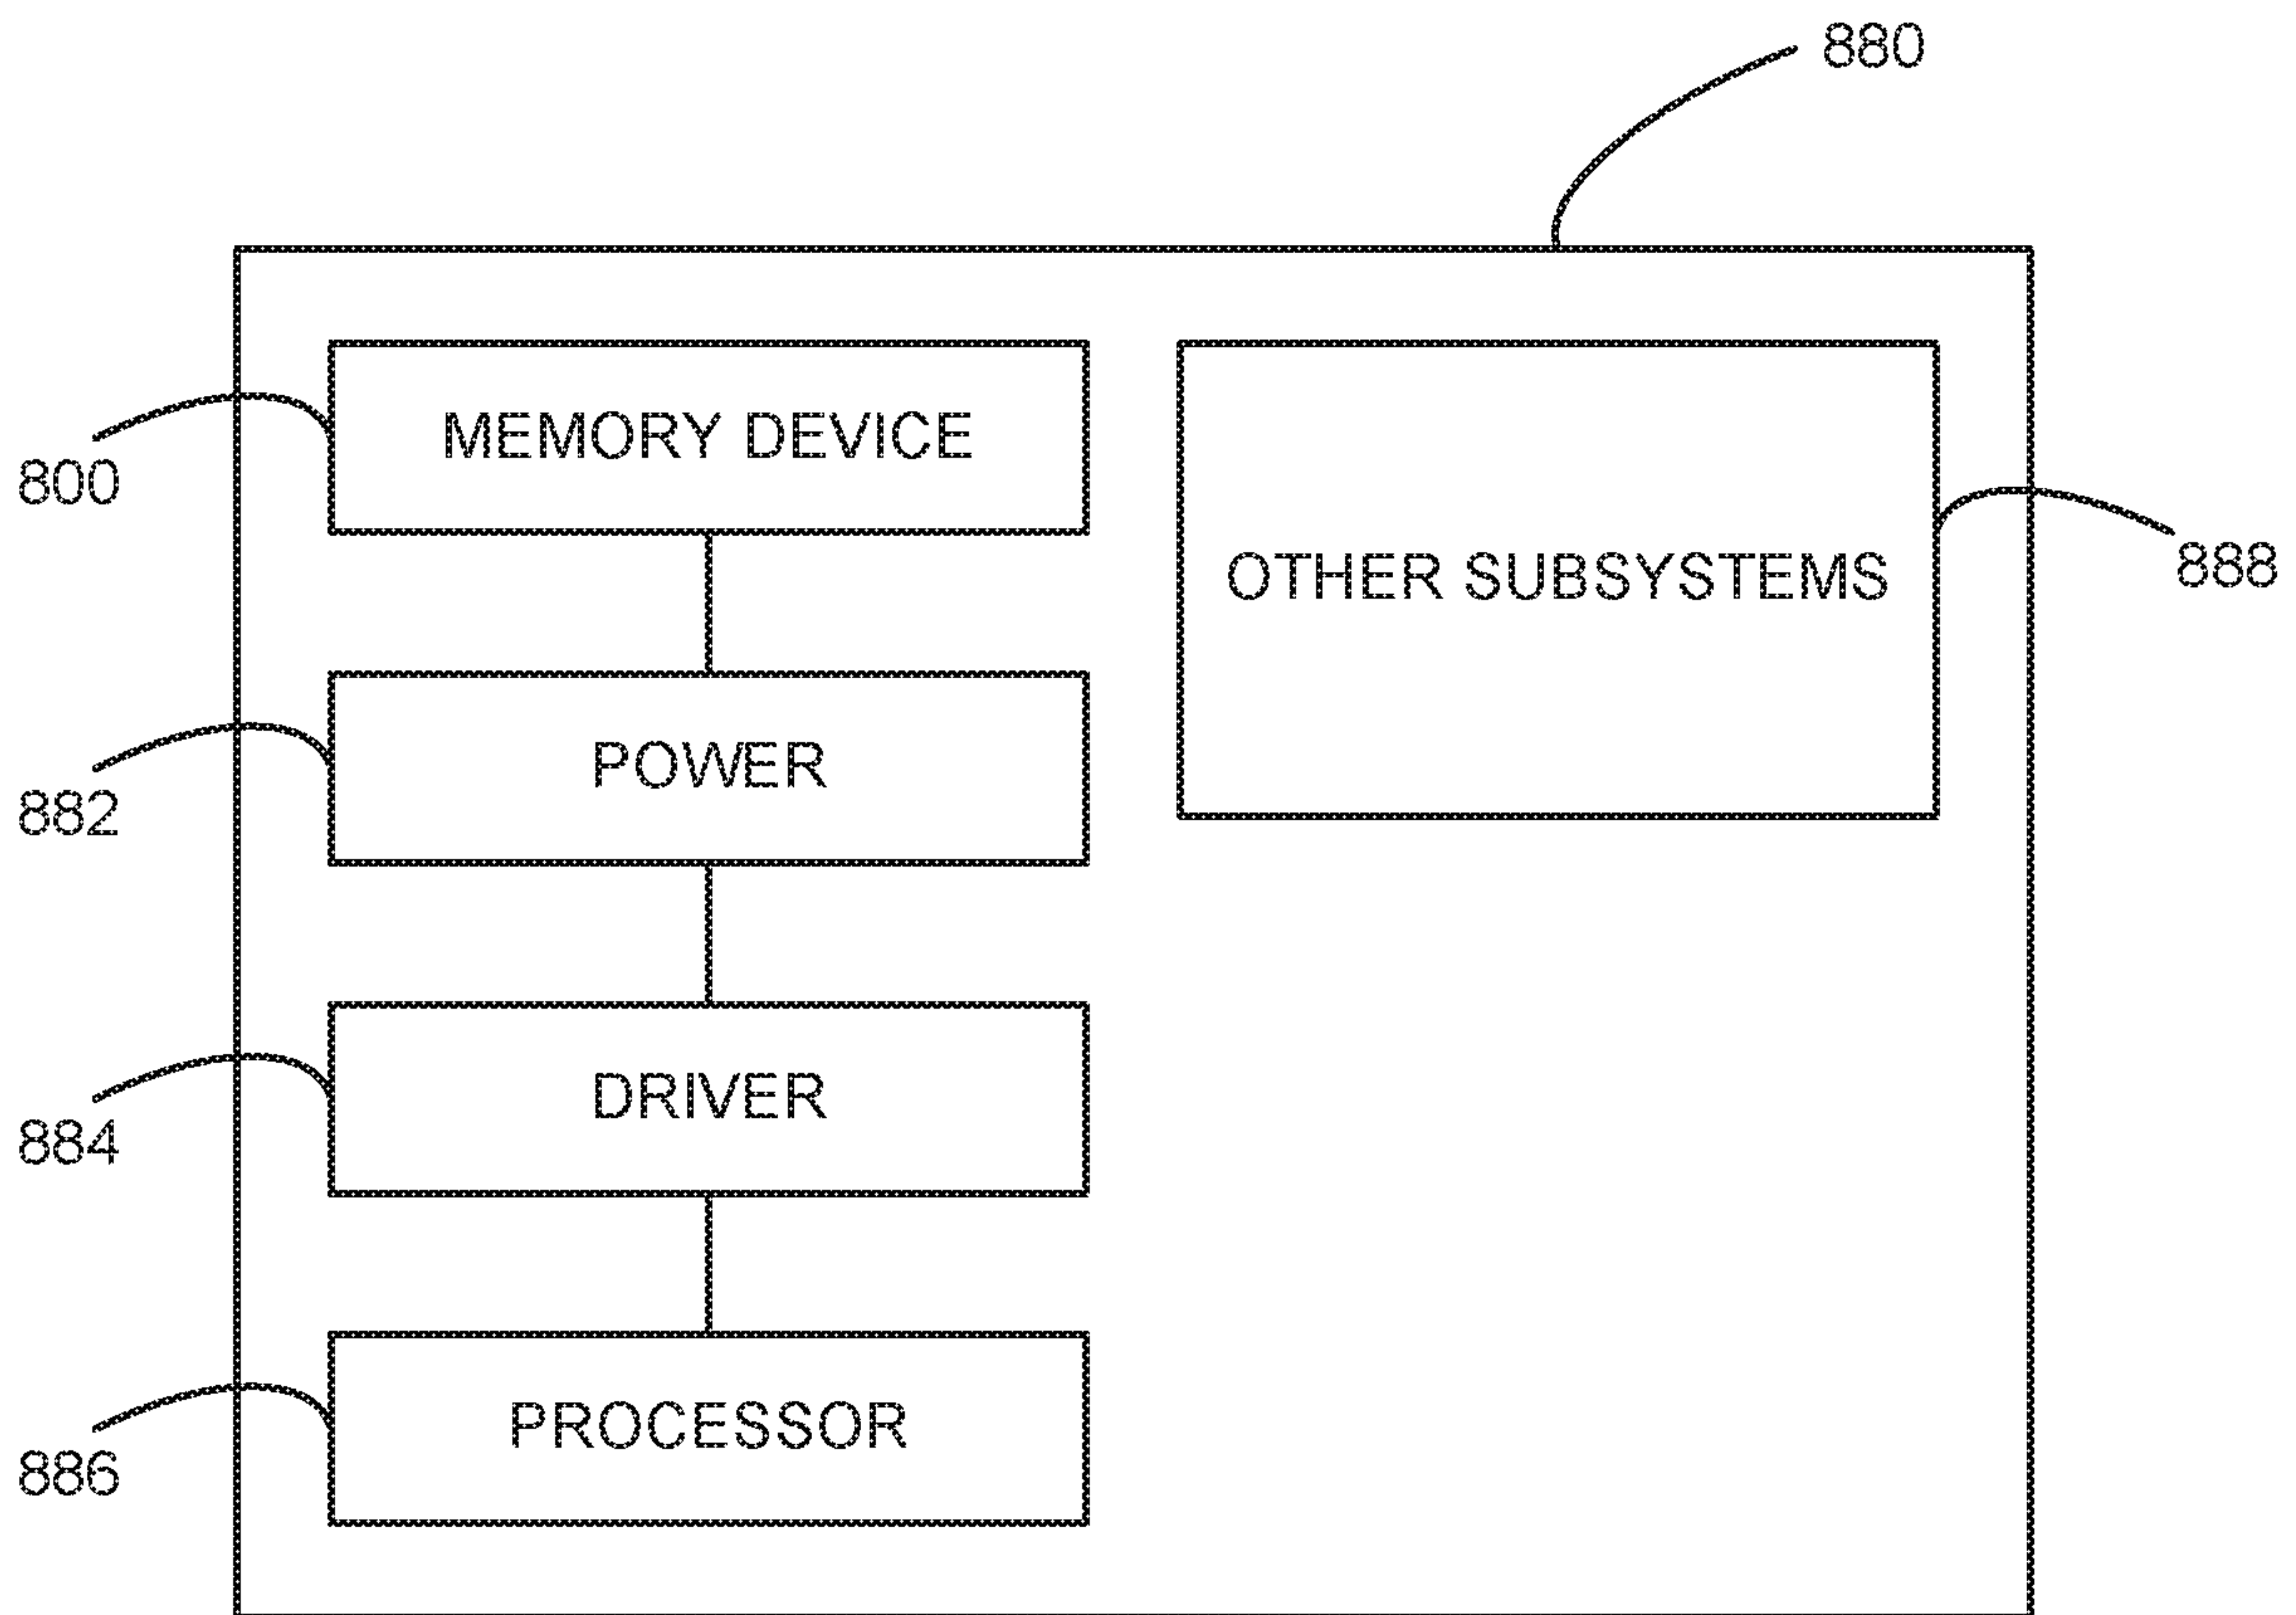 880
MEMORY DEVICE
800
OTHER SUBSYSTEMS
888
POWER
882
DRIVER
884
PROCESSOR
886